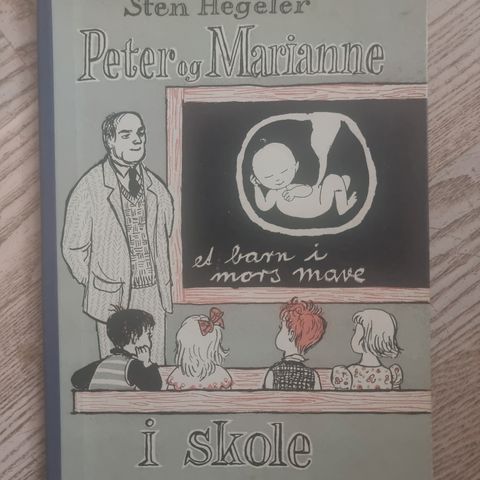 Sten Hegeler
Peter og Marianne
et barn i
mors mave
i skole